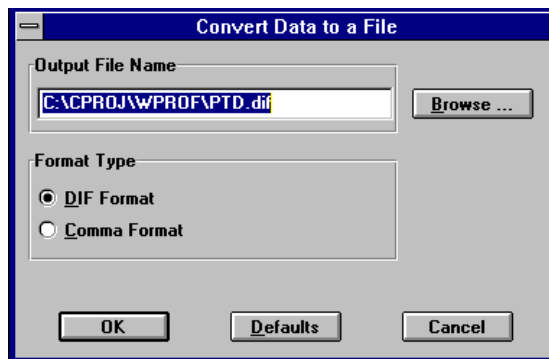 Convert Data to a File
Output File Name
C:\CPROJ\WPROF\PTD.dif
Browse ...
Format Type
DIF Format
Comma Format
OK
Defaults
Cancel